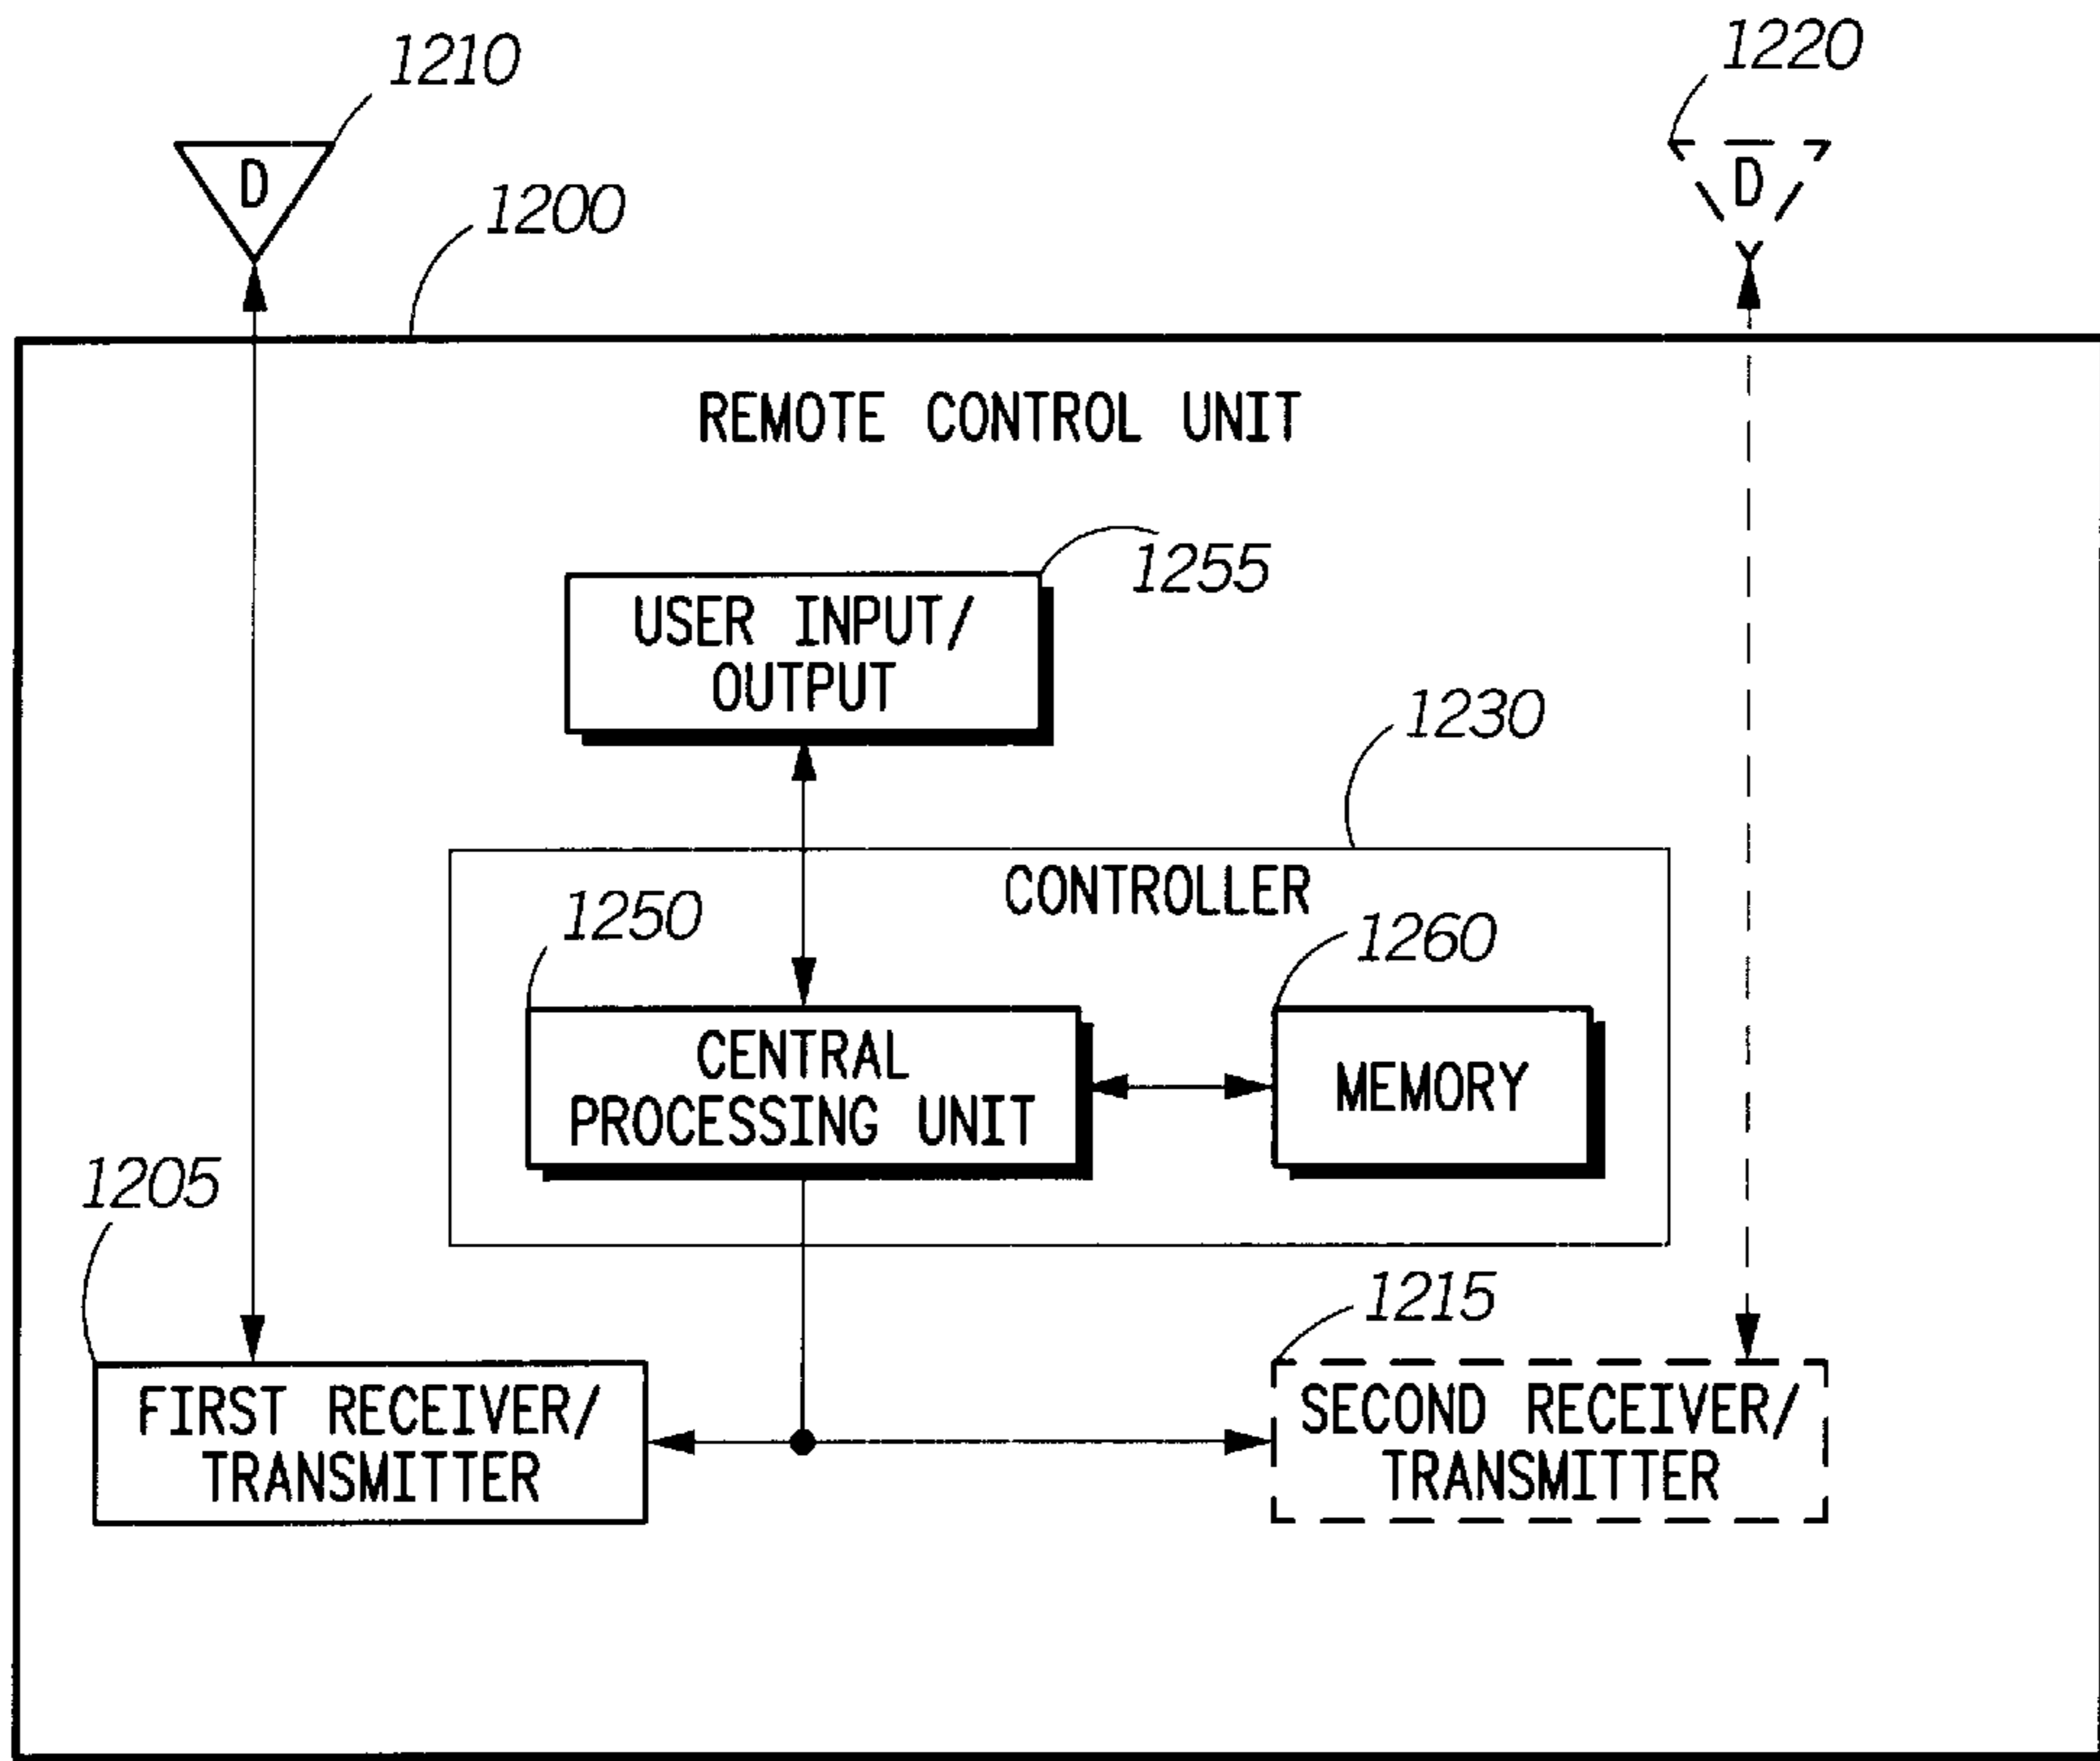 1210
1220
D
D
1200
REMOTE CONTROL UNIT
1255
USER INPUT/
OUTPUT
1230
CONTROLLER
1250
1260
CENTRAL
PROCESSING UNIT
MEMORY
1205
1215
FIRST RECEIVER/
TRANSMITTER
SECOND RECEIVER/
TRANSMITTER